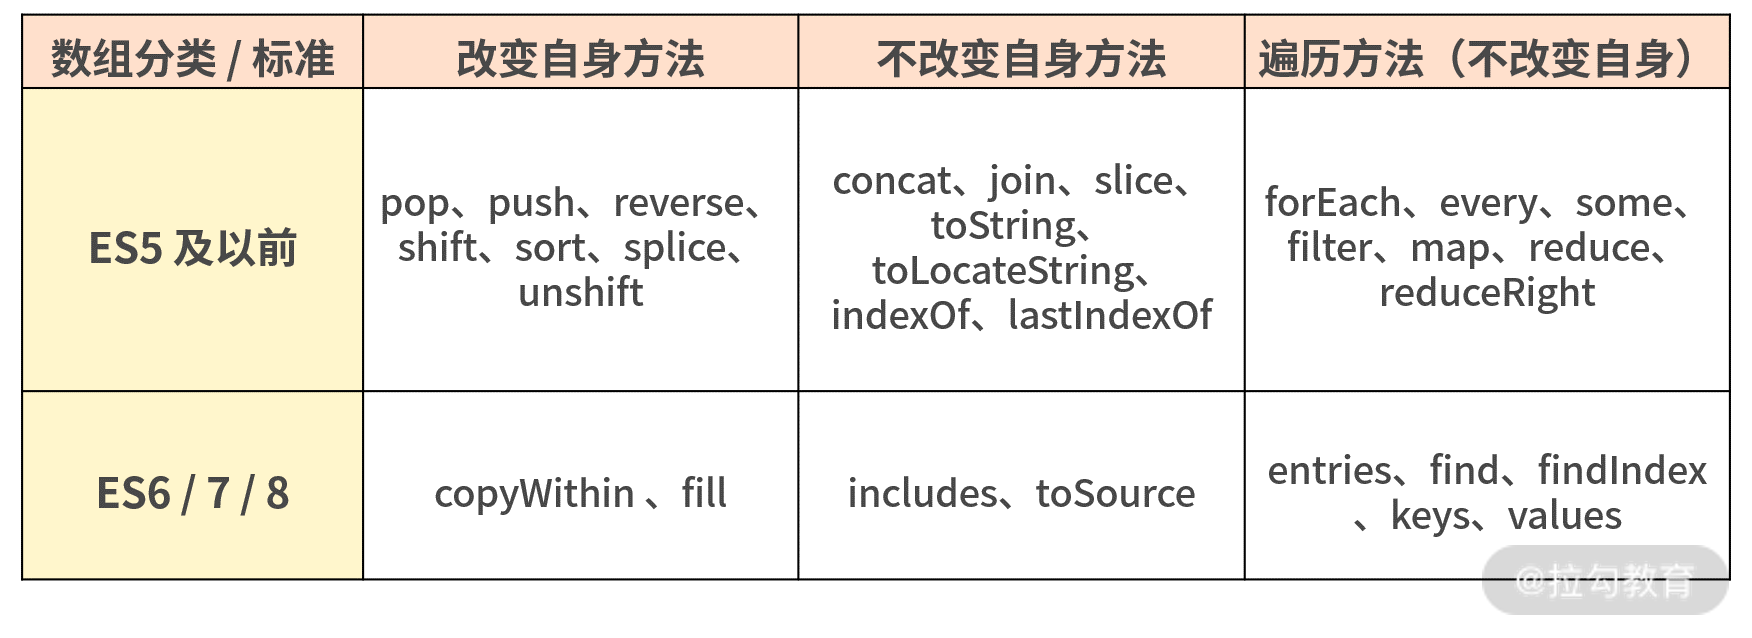 数组分类 / 标准
改变自身方法
不改变自身方法
遍历方法（不改变自身）
ES5 及以前
pop、push、reverse、
shift、sort、splice、
unshift
concat、join、slice、
toString、
toLocateString、
indexOf、lastIndexOf
forEach、every、some、
filter、map、reduce、
reduceRight
ES6 / 7 / 8
copyWithin 、fill
includes、toSource
entries、find、findIndex
、keys、values
@拉勾教育